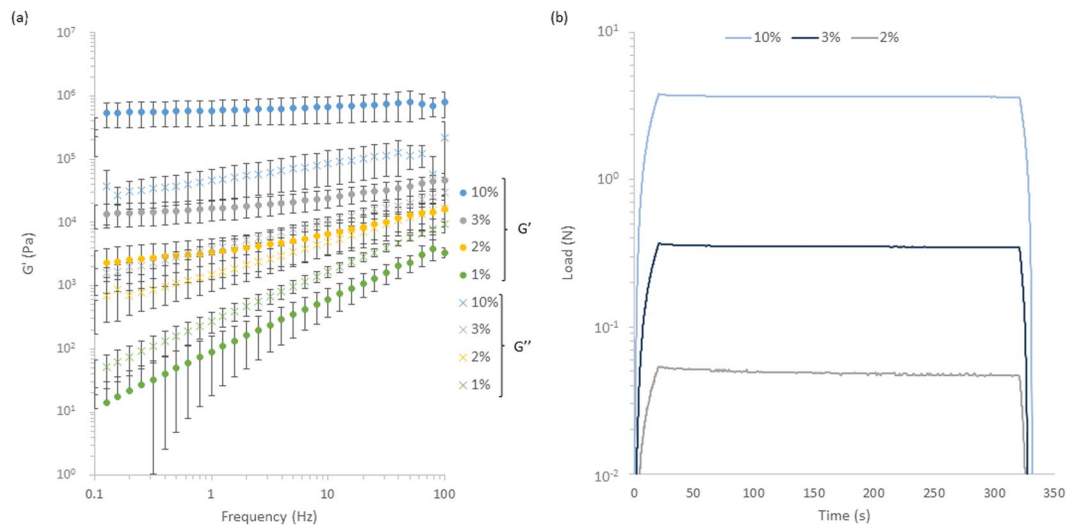 (a)
10⁷
10⁶
10⁵
10⁴
10³
10²
10¹
10⁰
G' (Pa)
0.1 1 10 100
Frequency (Hz)
10%
3%
2%
1%
G'
10%
3%
2%
1%
G''
(b)
10% 3% 2%
10¹
10⁰
10⁻¹
10⁻²
Load (N)
0 50 100 150 200 250 300 350
Time (s)